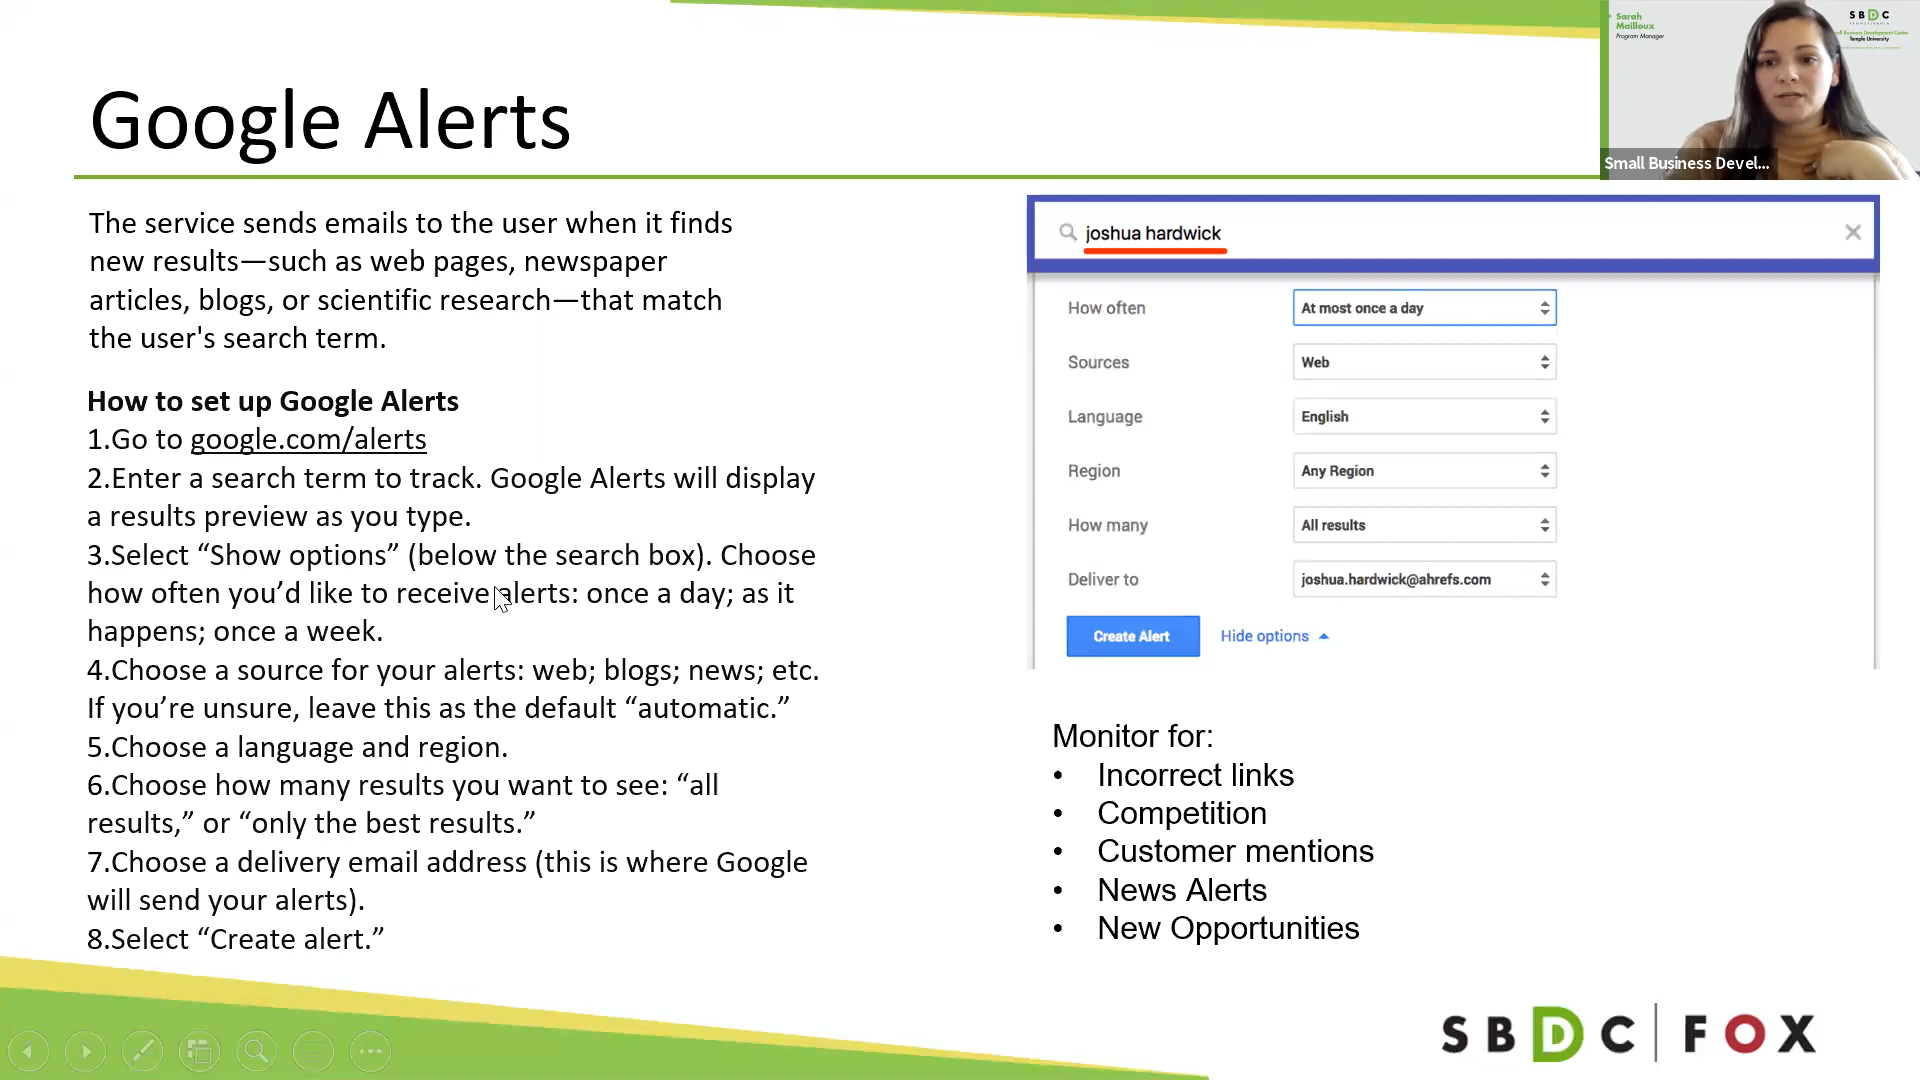 Google Alerts
Sarah
Mailloux
Program Manager
SBDC
Temple University
Small Business Devel...
The service sends emails to the user when it finds
new results—such as web pages, newspaper
articles, blogs, or scientific research—that match
the user's search term.
How to set up Google Alerts
1.Go to google.com/alerts
2.Enter a search term to track. Google Alerts will display
a results preview as you type.
3.Select “Show options” (below the search box). Choose
how often you’d like to receive alerts: once a day; as it
happens; once a week.
4.Choose a source for your alerts: web; blogs; news; etc.
If you’re unsure, leave this as the default “automatic.”
5.Choose a language and region.
6.Choose how many results you want to see: “all
results,” or “only the best results.”
7.Choose a delivery email address (this is where Google
will send your alerts).
8.Select “Create alert.”
joshua hardwick
How often At most once a day
Sources Web
Language English
Region Any Region
How many All results
Deliver to joshua.hardwick@ahrefs.com
Create Alert Hide options
Monitor for:
• Incorrect links
• Competition
• Customer mentions
• News Alerts
• New Opportunities
SBDC | FOX